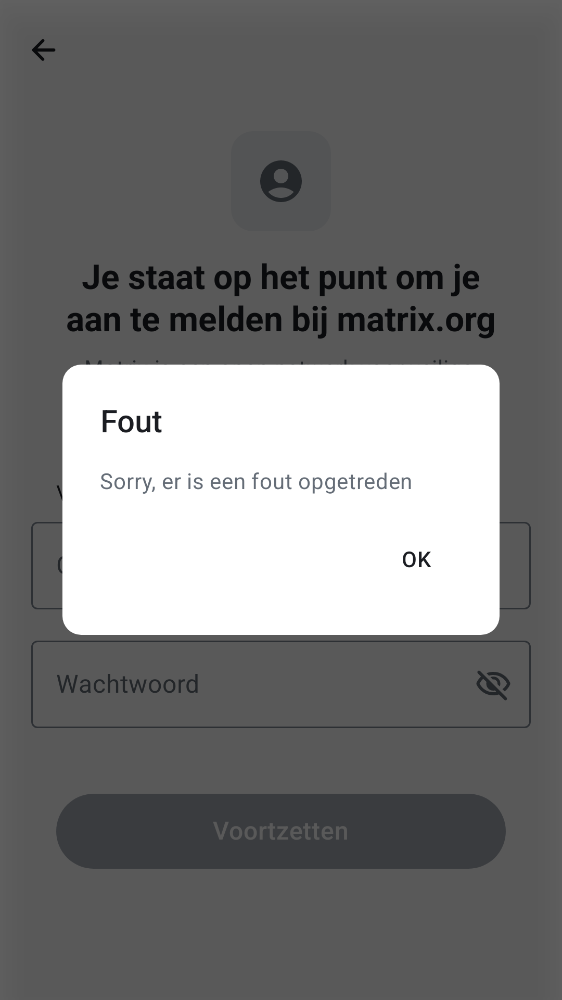 Je staat op het punt om je
aan te melden bij matrix.org
Fout
Sorry, er is een fout opgetreden
OK
Wachtwoord
Voortzetten